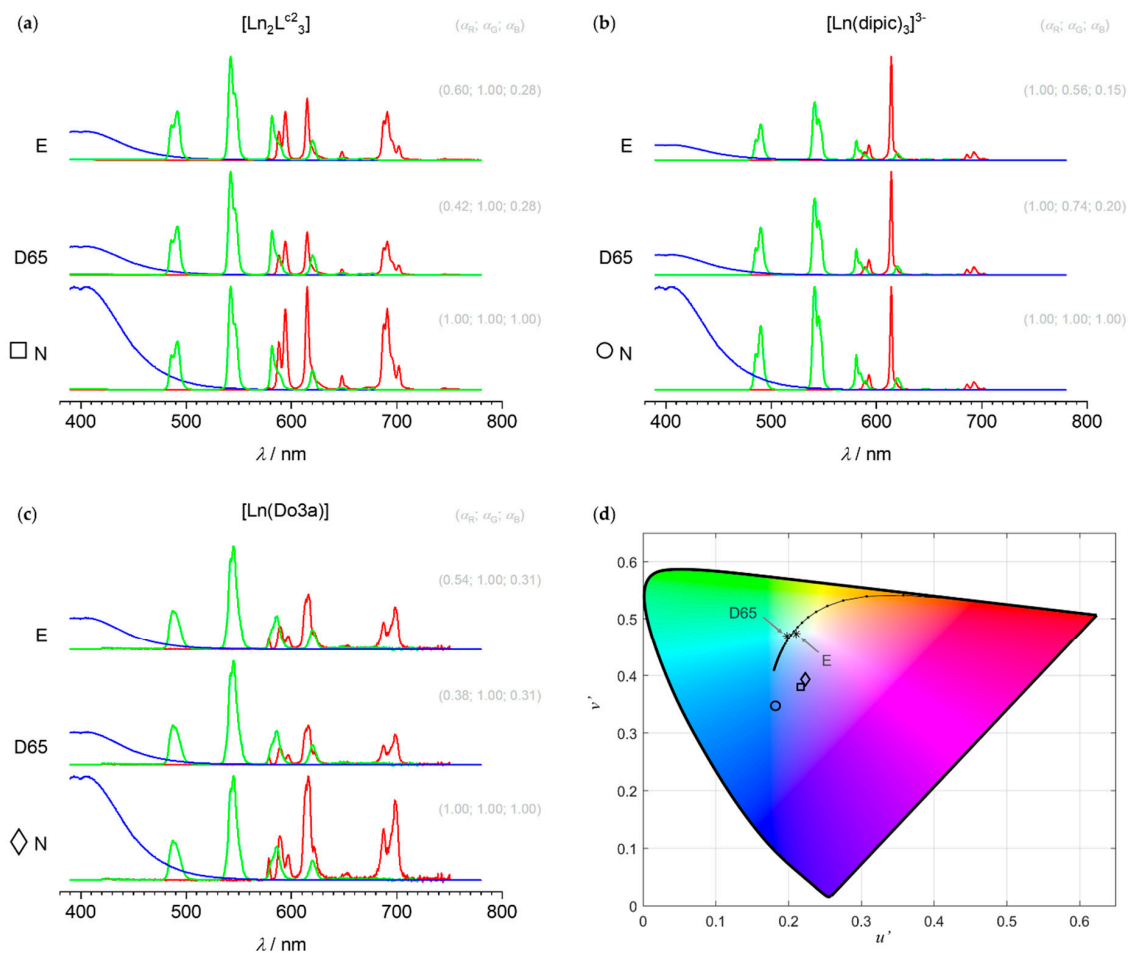 (a) [Ln₂Lᶜ²₃] (αR; αG; αB)
(0.60; 1.00; 0.28)
E
(0.42; 1.00; 0.28)
D65
(1.00; 1.00; 1.00)
N
400 500 600 700 800
λ / nm
(b) [Ln(dipic)₃]³⁻ (αR; αG; αB)
(1.00; 0.56; 0.15)
E
(1.00; 0.74; 0.20)
D65
(1.00; 1.00; 1.00)
N
400 500 600 700 800
λ / nm
(c) [Ln(Do3a)] (αR; αG; αB)
(0.54; 1.00; 0.31)
E
(0.38; 1.00; 0.31)
D65
(1.00; 1.00; 1.00)
N
400 500 600 700 800
λ / nm
(d)
0.6
0.5
0.4
0.3
0.2
0.1
0
v'
D65
E
0 0.1 0.2 0.3 0.4 0.5 0.6
u'